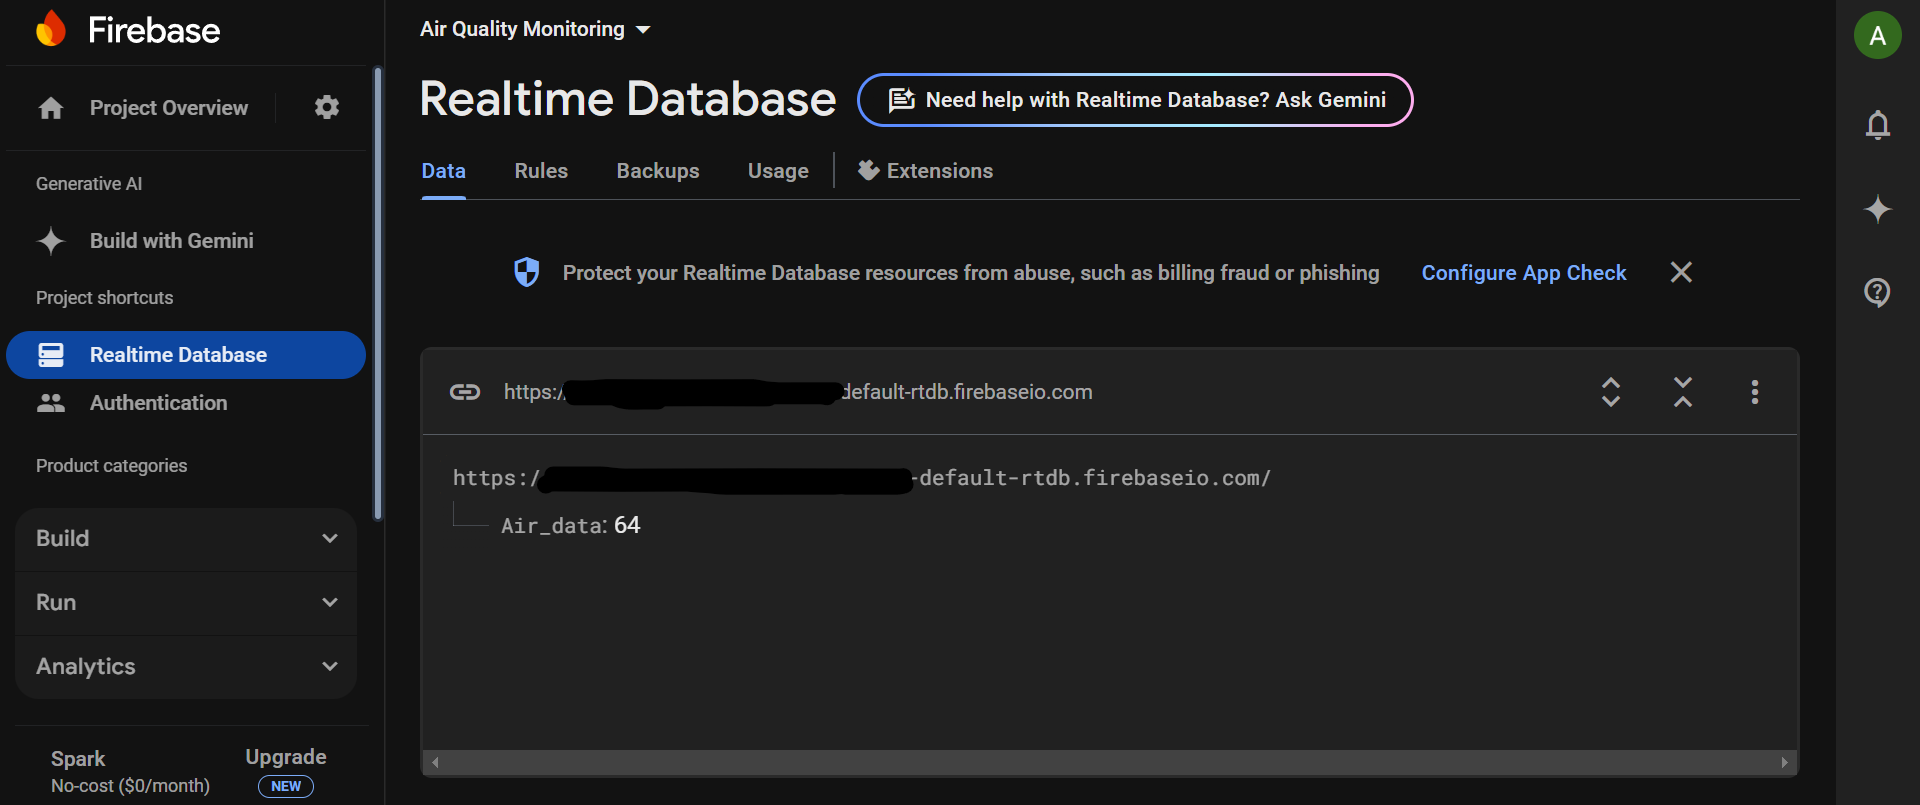 Firebase
Project Overview
Generative AI
Build with Gemini
Project shortcuts
Realtime Database
Authentication
Product categories
Build
Run
Analytics
Spark
No-cost ($0/month)
Upgrade
NEW
Air Quality Monitoring
Realtime Database
Need help with Realtime Database? Ask Gemini
Data Rules Backups Usage Extensions
Protect your Realtime Database resources from abuse, such as billing fraud or phishing Configure App Check
https:/ default-rtdb.firebaseio.com
https:/ -default-rtdb.firebaseio.com/
Air_data: 64
A